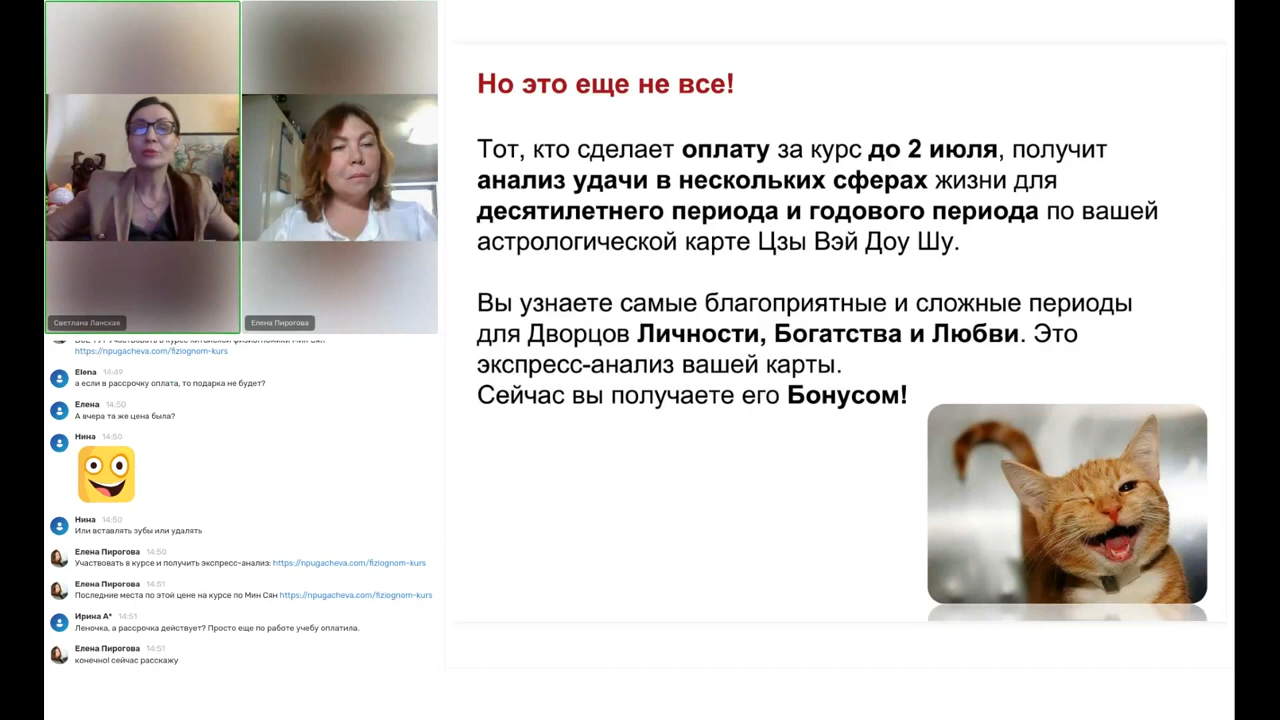 Светлана Ланская
Елена Пирогова
https://npugacheva.com/fiziognom-kurs
Elena 14:49
а если в рассрочку оплата, то подарка не будет?
Елена 14:50
А вчера та же цена была?
Нина 14:50
Нина 14:50
Или вставлять зубы или удалять
Елена Пирогова 14:50
Участвовать в курсе и получить экспресс-анализ: https://npugacheva.com/fiziognom-kurs
Елена Пирогова 14:51
Последние места по этой цене на курсе по Мин Сян https://npugacheva.com/fiziognom-kurs
Ирина А* 14:51
Леночка, а рассрочка действует? Просто еще по работе учебу оплатила.
Елена Пирогова 14:51
конечно! сейчас расскажу
Но это еще не все!
Тот, кто сделает оплату за курс до 2 июля, получит
анализ удачи в нескольких сферах жизни для
десятилетнего периода и годового периода по вашей
астрологической карте Цзы Вэй Доу Шу.
Вы узнаете самые благоприятные и сложные периоды
для Дворцов Личности, Богатства и Любви. Это
экспресс-анализ вашей карты.
Сейчас вы получаете его Бонусом!